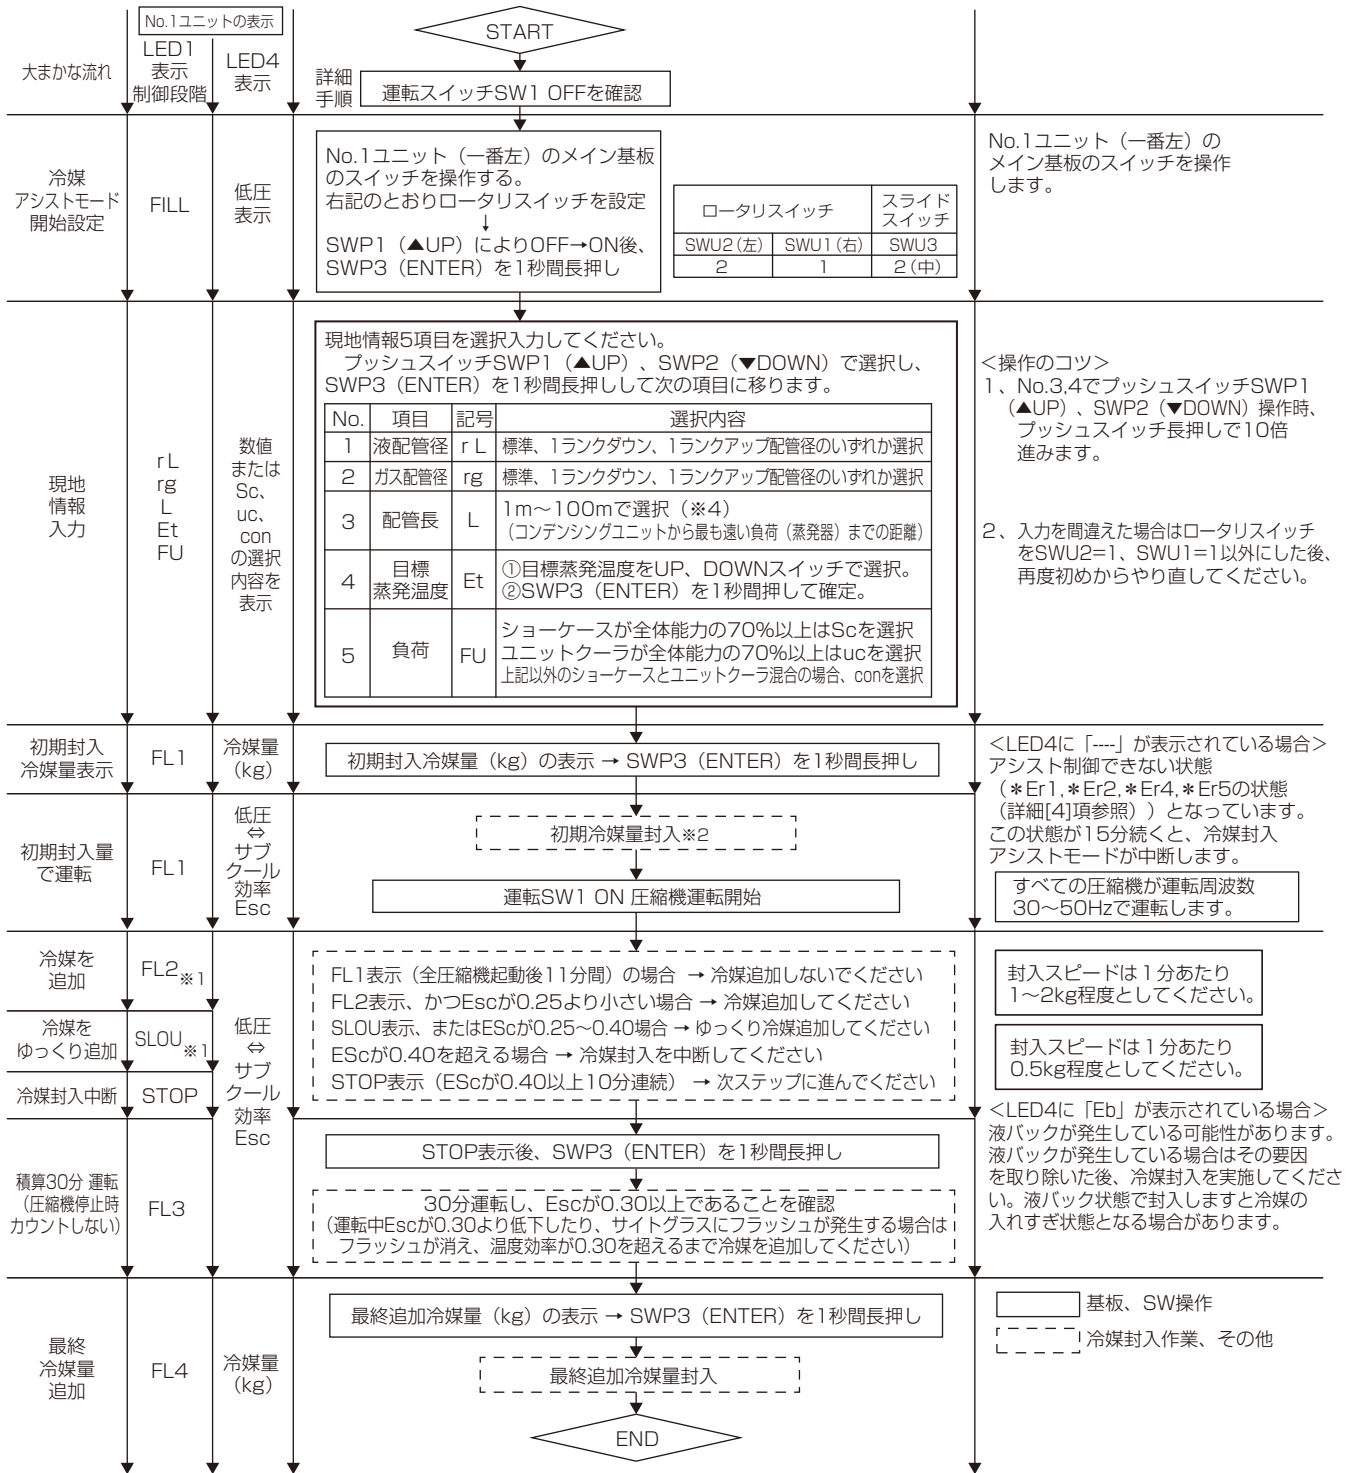 No.1ユニットの表示
大まかな流れ
LED1
表示
制御段階
LED4
表示
詳細
手順
START
運転スイッチSW1 OFFを確認
冷媒
アシストモード
開始設定
FILL
低圧
表示
No.1ユニット（一番左）のメイン基板
のスイッチを操作する。
右記のとおりロータリスイッチを設定
↓
SWP1（▲UP）によりOFF→ON後、
SWP3（ENTER）を1秒間長押し
ロータリスイッチ
スライド
スイッチ
SWU2（左） SWU1（右） SWU3
2 1 2（中）
No.1ユニット（一番左）の
メイン基板のスイッチを操作
します。
現地
情報
入力
rL
rg
L
Et
FU
数値
または
Sc、
uc、
con
の選択
内容を
表示
現地情報5項目を選択入力してください。
プッシュスイッチSWP1（▲UP）、SWP2（▼DOWN）で選択し、
SWP3（ENTER）を1秒間長押しして次の項目に移ります。
No. 項目 記号 選択内容
1 液配管径 rL 標準、1ランクダウン、1ランクアップ配管径のいずれか選択
2 ガス配管径 rg 標準、1ランクダウン、1ランクアップ配管径のいずれか選択
3 配管長 L 1m～100mで選択（※4）
（コンデンシングユニットから最も遠い負荷（蒸発器）までの距離）
4 目標
蒸発温度 Et ①目標蒸発温度をUP、DOWNスイッチで選択。
②SWP3（ENTER）を1秒間押して確定。
5 負荷 FU ショーケースが全体能力の70%以上はScを選択
ユニットクーラが全体能力の70%以上はucを選択
上記以外のショーケースとユニットクーラ混合の場合、conを選択
＜操作のコツ＞
1、No.3,4でプッシュスイッチSWP1
（▲UP）、SWP2（▼DOWN）操作時、
プッシュスイッチ長押しで10倍
進みます。
2、入力を間違えた場合はロータリスイッチ
をSWU2=1、SWU1=1以外にした後、
再度初めからやり直してください。
初期封入
冷媒量表示
FL1
冷媒量
（kg）
初期封入冷媒量（kg）の表示 → SWP3（ENTER）を1秒間長押し
＜LED4に「----」が表示されている場合＞
アシスト制御できない状態
（＊Er1,＊Er2,＊Er4,＊Er5の状態
（詳細[4]項参照））となっています。
この状態が15分続くと、冷媒封入
アシストモードが中断します。
初期封入量
で運転
FL1
低圧
⇔
サブ
クール
効率
Esc
初期冷媒量封入※2
運転SW1 ON 圧縮機運転開始
すべての圧縮機が運転周波数
30～50Hzで運転します。
冷媒を
追加
FL2※1
冷媒を
ゆっくり追加
SLOU※1
冷媒封入中断
STOP
低圧
⇔
サブ
クール
効率
Esc
FL1表示（全圧縮機起動後11分間）の場合 → 冷媒追加しないでください
FL2表示、かつEscが0.25より小さい場合 → 冷媒追加してください
SLOU表示、またはEScが0.25～0.40場合 → ゆっくり冷媒追加してください
EScが0.40を超える場合 → 冷媒封入を中断してください
STOP表示（EScが0.40以上10分連続） → 次ステップに進んでください
封入スピードは1分あたり
1～2kg程度としてください。
封入スピードは1分あたり
0.5kg程度としてください。
＜LED4に「Eb」が表示されている場合＞
液バックが発生している可能性があります。
液バックが発生している場合はその要因
を取り除いた後、冷媒封入を実施してくださ
い。液バック状態で封入しますと冷媒の
入れすぎ状態となる場合があります。
積算30分 運転
（圧縮機停止時
カウントしない）
FL3
STOP表示後、SWP3（ENTER）を1秒間長押し
30分運転し、Escが0.30以上であることを確認
（運転中Escが0.30より低下したり、サイトグラスにフラッシュが発生する場合は
フラッシュが消え、温度効率が0.30を超えるまで冷媒を追加してください）
最終
冷媒量
追加
FL4
冷媒量
（kg）
最終追加冷媒量（kg）の表示 → SWP3（ENTER）を1秒間長押し
最終追加冷媒量封入
END
基板、SW操作
冷媒封入作業、その他